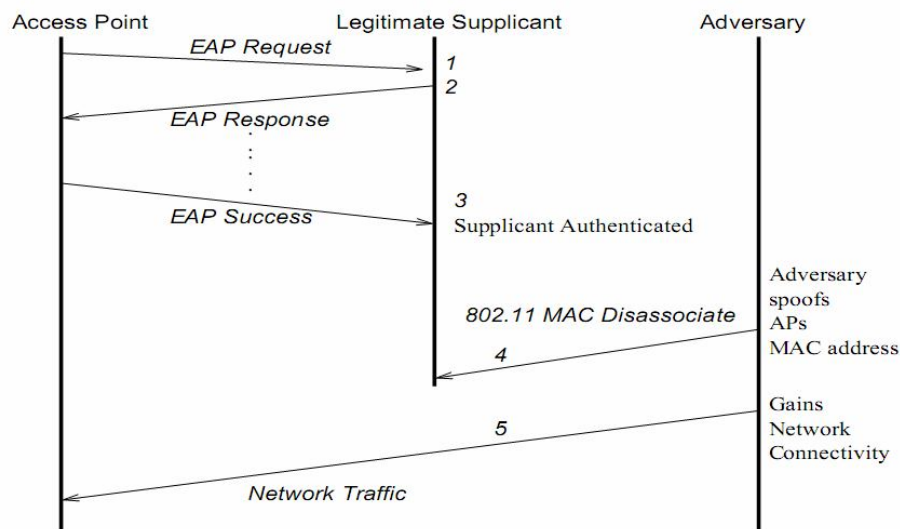 Access Point
Legitimate Supplicant
Adversary
EAP Request
1
2
EAP Response
3
EAP Success
Supplicant Authenticated
Adversary
spoofs
802.11 MAC Disassociate
APs
MAC address
4
Gains
5
Network
Connectivity
Network Traffic